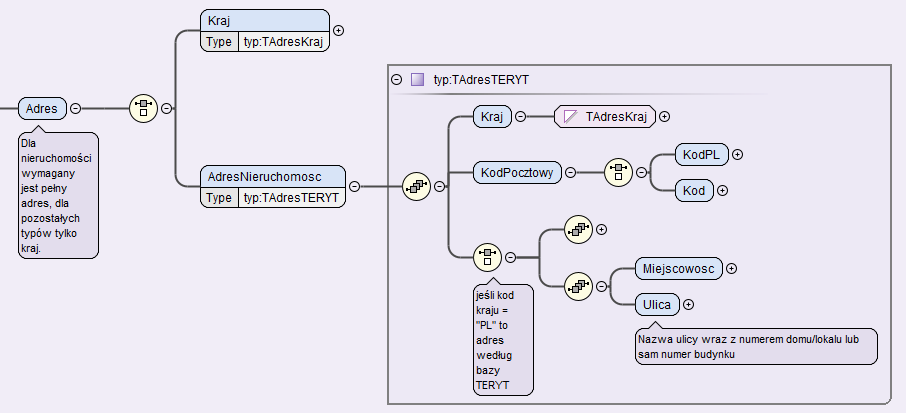 Kraj
Type typ:TAdresKraj
typ:TAdresTERYT
Adres
Kraj
TAdresKraj
Dla
nieruchomości
wymagany
jest pełny
adres, dla
pozostałych
typów tylko
kraj.
AdresNieruchomosc
Type typ:TAdresTERYT
KodPocztowy
KodPL
Kod
jeśli kod
kraju =
"PL" to
adres
według
bazy
TERYT
Miejscowosc
Ulica
Nazwa ulicy wraz z numerem domu/lokalu lub
sam numer budynku